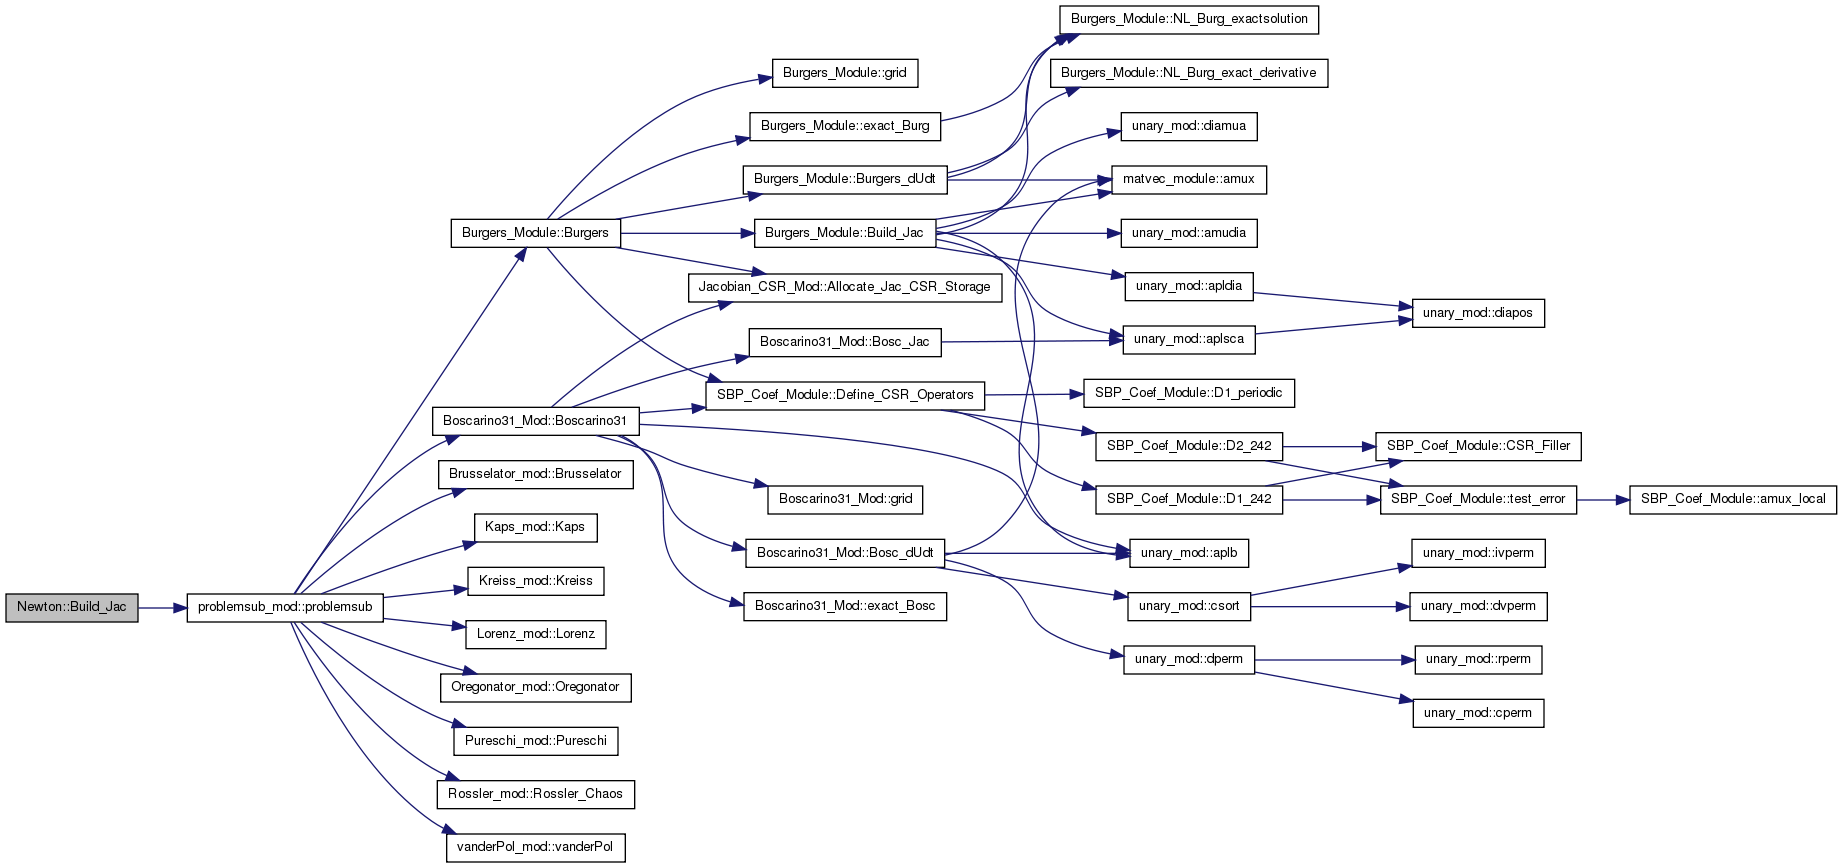 Burgers_Module::NL_Burg_exactsolution
Burgers_Module::grid
Burgers_Module::NL_Burg_exact_derivative
Burgers_Module::exact_Burg
unary_mod::diamua
Burgers_Module::Burgers_dUdt
matvec_module::amux
Burgers_Module::Burgers
Burgers_Module::Build_Jac
unary_mod::amudia
Jacobian_CSR_Mod::Allocate_Jac_CSR_Storage
unary_mod::apldia
unary_mod::diapos
Boscarino31_Mod::Bosc_Jac
unary_mod::aplsca
SBP_Coef_Module::Define_CSR_Operators
SBP_Coef_Module::D1_periodic
Boscarino31_Mod::Boscarino31
SBP_Coef_Module::D2_242
SBP_Coef_Module::CSR_Filler
Brusselator_mod::Brusselator
Boscarino31_Mod::grid
SBP_Coef_Module::D1_242
SBP_Coef_Module::test_error
SBP_Coef_Module::amux_local
Kaps_mod::Kaps
Boscarino31_Mod::Bosc_dUdt
unary_mod::aplb
unary_mod::ivperm
Kreiss_mod::Kreiss
Newton::Build_Jac
problemsub_mod::problemsub
Boscarino31_Mod::exact_Bosc
unary_mod::csort
unary_mod::dvperm
Lorenz_mod::Lorenz
unary_mod::dperm
unary_mod::rperm
Oregonator_mod::Oregonator
unary_mod::cperm
Pureschi_mod::Pureschi
Rossler_mod::Rossler_Chaos
vanderPol_mod::vanderPol